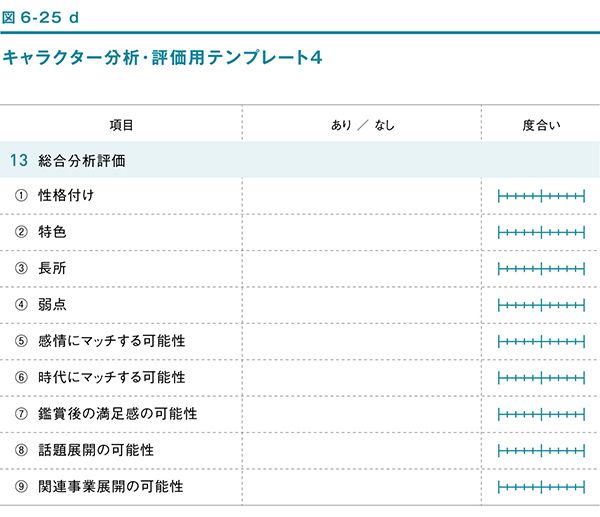 図6-25 d
キャラクター分析・評価用テンプレート4
項目 あり ／ なし 度合い
13 総合分析評価
① 性格付け
② 特色
③ 長所
④ 弱点
⑤ 感情にマッチする可能性
⑥ 時代にマッチする可能性
⑦ 鑑賞後の満足感の可能性
⑧ 話題展開の可能性
⑨ 関連事業展開の可能性